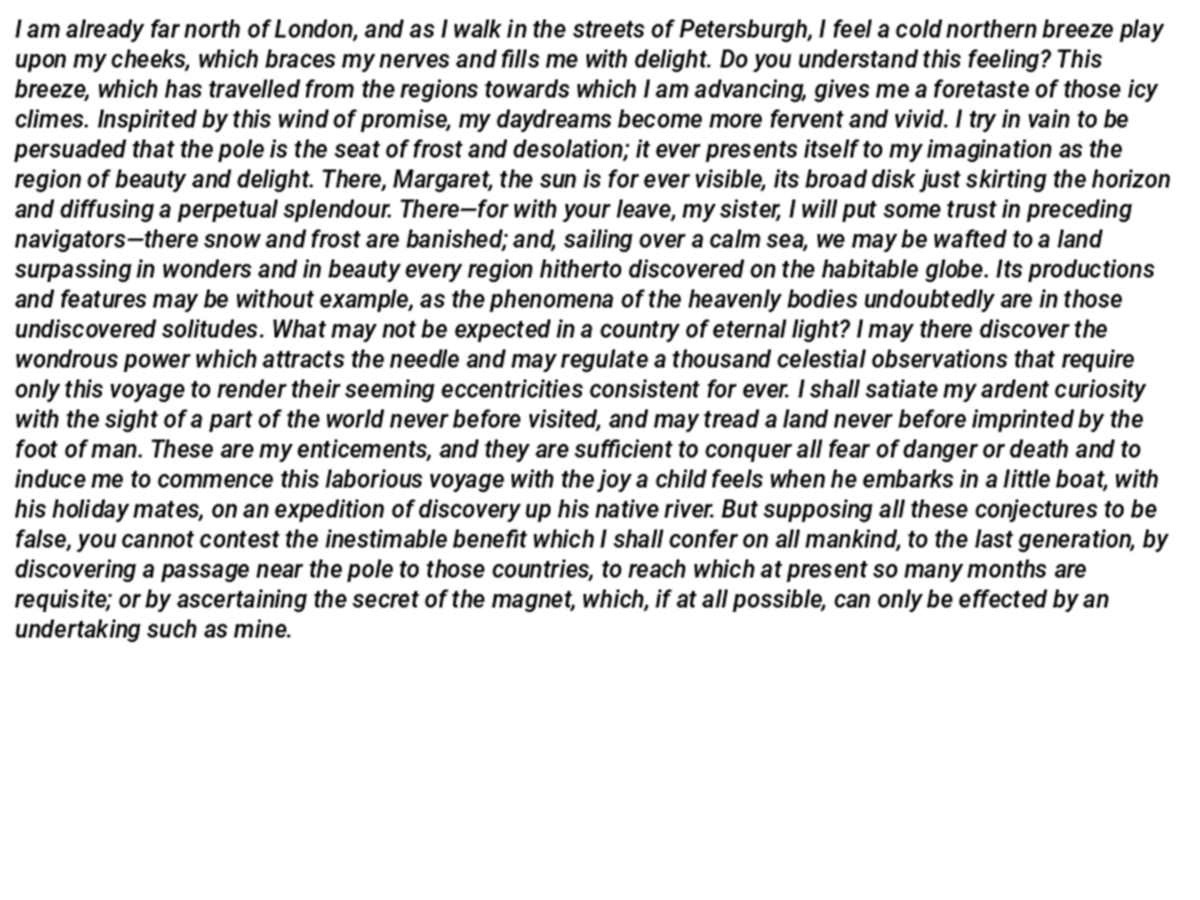 I am already far north of London, and as I walk in the streets of Petersburgh, I feel a cold northern breeze play
upon my cheeks, which braces my nerves and fills me with delight. Do you understand this feeling? This
breeze, which has travelled from the regions towards which I am advancing, gives me a foretaste of those icy
climes. Inspirited by this wind of promise, my daydreams become more fervent and vivid. I try in vain to be
persuaded that the pole is the seat of frost and desolation; it ever presents itself to my imagination as the
region of beauty and delight. There, Margaret, the sun is for ever visible, its broad disk just skirting the horizon
and diffusing a perpetual splendour. There—for with your leave, my sister, I will put some trust in preceding
navigators—there snow and frost are banished; and, sailing over a calm sea, we may be wafted to a land
surpassing in wonders and in beauty every region hitherto discovered on the habitable globe. Its productions
and features may be without example, as the phenomena of the heavenly bodies undoubtedly are in those
undiscovered solitudes. What may not be expected in a country of eternal light? I may there discover the
wondrous power which attracts the needle and may regulate a thousand celestial observations that require
only this voyage to render their seeming eccentricities consistent for ever. I shall satiate my ardent curiosity
with the sight of a part of the world never before visited, and may tread a land never before imprinted by the
foot of man. These are my enticements, and they are sufficient to conquer all fear of danger or death and to
induce me to commence this laborious voyage with the joy a child feels when he embarks in a little boat, with
his holiday mates, on an expedition of discovery up his native river. But supposing all these conjectures to be
false, you cannot contest the inestimable benefit which I shall confer on all mankind, to the last generation, by
discovering a passage near the pole to those countries, to reach which at present so many months are
requisite; or by ascertaining the secret of the magnet, which, if at all possible, can only be effected by an
undertaking such as mine.